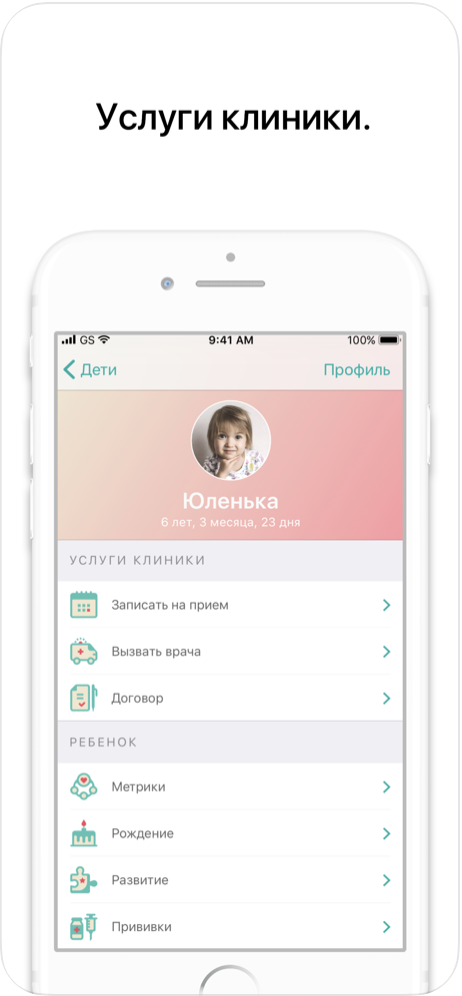 Услуги клиники.
GS 9:41 AM 100%
Дети Профиль
Юленька
6 лет, 3 месяца, 23 дня
УСЛУГИ КЛИНИКИ
Записать на прием
Вызвать врача
Договор
РЕБЕНОК
Метрики
Рождение
Развитие
Прививки